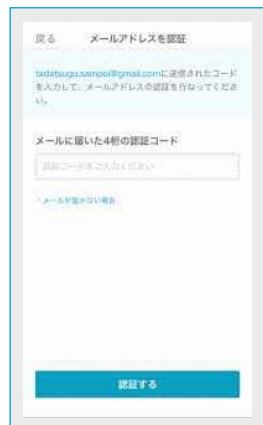 戻る メールアドレスを認証
tadatsugu.sampei@gmail.comに送信されたコード
を入力して、メールアドレスの認証を行なってくださ
い。
メールに届いた4桁の認証コード
認証コードをご入力ください
メールが届かない場合
認証する